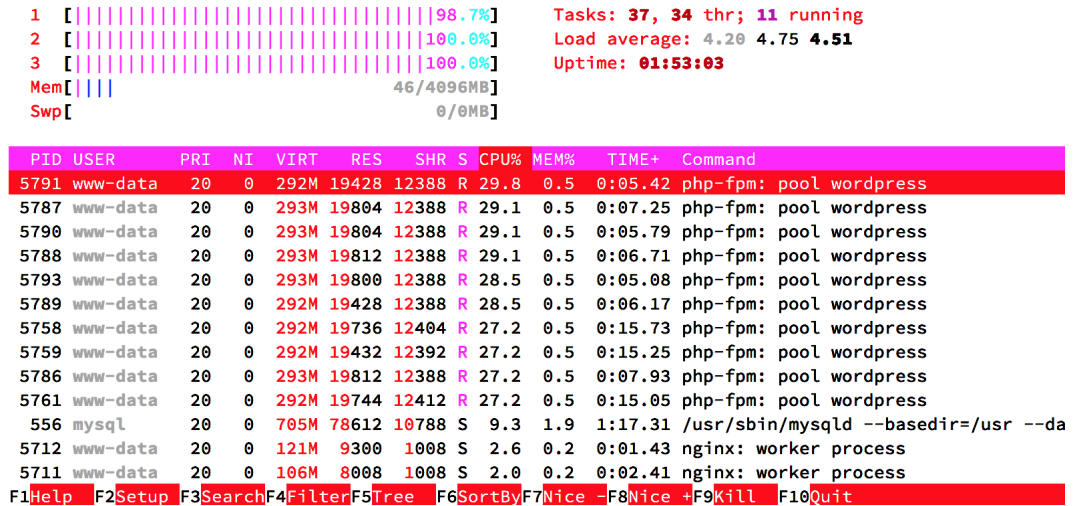 1 [||||||||||||||||||||||||||||||||||98.7%] Tasks: 37, 34 thr; 11 running
2 [|||||||||||||||||||||||||||||||||100.0%] Load average: 4.20 4.75 4.51
3 [|||||||||||||||||||||||||||||||||100.0%] Uptime: 01:53:03
Mem[|||| 46/4096MB]
Swp[ 0/0MB]
PID USER PRI NI VIRT RES SHR S CPU% MEM% TIME+ Command
5791 www-data 20 0 292M 19428 12388 R 29.8 0.5 0:05.42 php-fpm: pool wordpress
5787 www-data 20 0 293M 19804 12388 R 29.1 0.5 0:07.25 php-fpm: pool wordpress
5790 www-data 20 0 293M 19804 12388 R 29.1 0.5 0:05.79 php-fpm: pool wordpress
5788 www-data 20 0 293M 19812 12388 R 29.1 0.5 0:06.71 php-fpm: pool wordpress
5793 www-data 20 0 293M 19800 12388 R 28.5 0.5 0:05.08 php-fpm: pool wordpress
5789 www-data 20 0 292M 19428 12388 R 28.5 0.5 0:06.17 php-fpm: pool wordpress
5758 www-data 20 0 292M 19736 12404 R 27.2 0.5 0:15.73 php-fpm: pool wordpress
5759 www-data 20 0 292M 19432 12392 R 27.2 0.5 0:15.25 php-fpm: pool wordpress
5786 www-data 20 0 293M 19812 12388 R 27.2 0.5 0:07.93 php-fpm: pool wordpress
5761 www-data 20 0 292M 19744 12412 R 27.2 0.5 0:15.05 php-fpm: pool wordpress
556 mysql 20 0 705M 78612 10788 S 9.3 1.9 1:17.31 /usr/sbin/mysqld --basedir=/usr --da
5712 www-data 20 0 121M 9300 1008 S 2.6 0.2 0:01.43 nginx: worker process
5711 www-data 20 0 106M 8008 1008 S 2.0 0.2 0:02.41 nginx: worker process
F1Help F2Setup F3SearchF4FilterF5Tree F6SortByF7Nice -F8Nice +F9Kill F10Quit